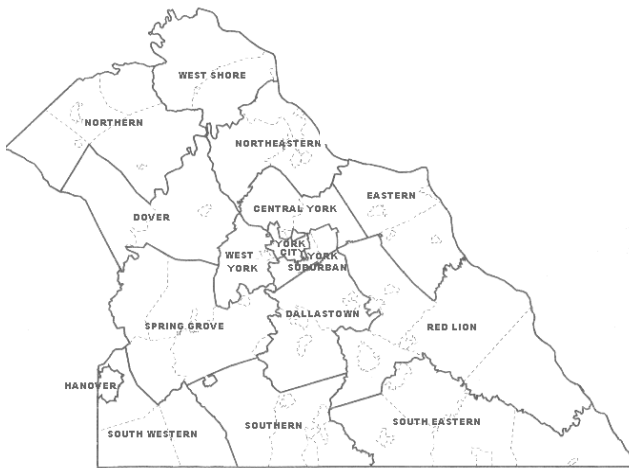 WEST SHORE
NORTHERN
NORTHEASTERN
EASTERN
CENTRAL YORK
DOVER
YORK
CITY
WEST
YORK
YORK
SUBURBAN
SPRING GROVE
DALLASTOWN
RED LION
HANOVER
SOUTH WESTERN
SOUTHERN
SOUTH EASTERN